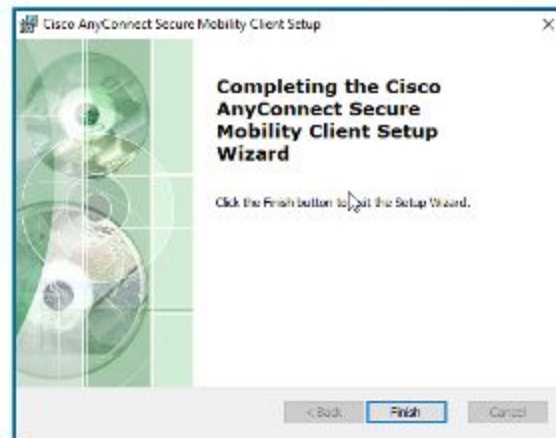 Cisco AnyConnect Secure Mobility Client Setup
Completing the Cisco
AnyConnect Secure
Mobility Client Setup
Wizard
Click the Finish button to exit the Setup Wizard.
< Back
Finish
Cancel